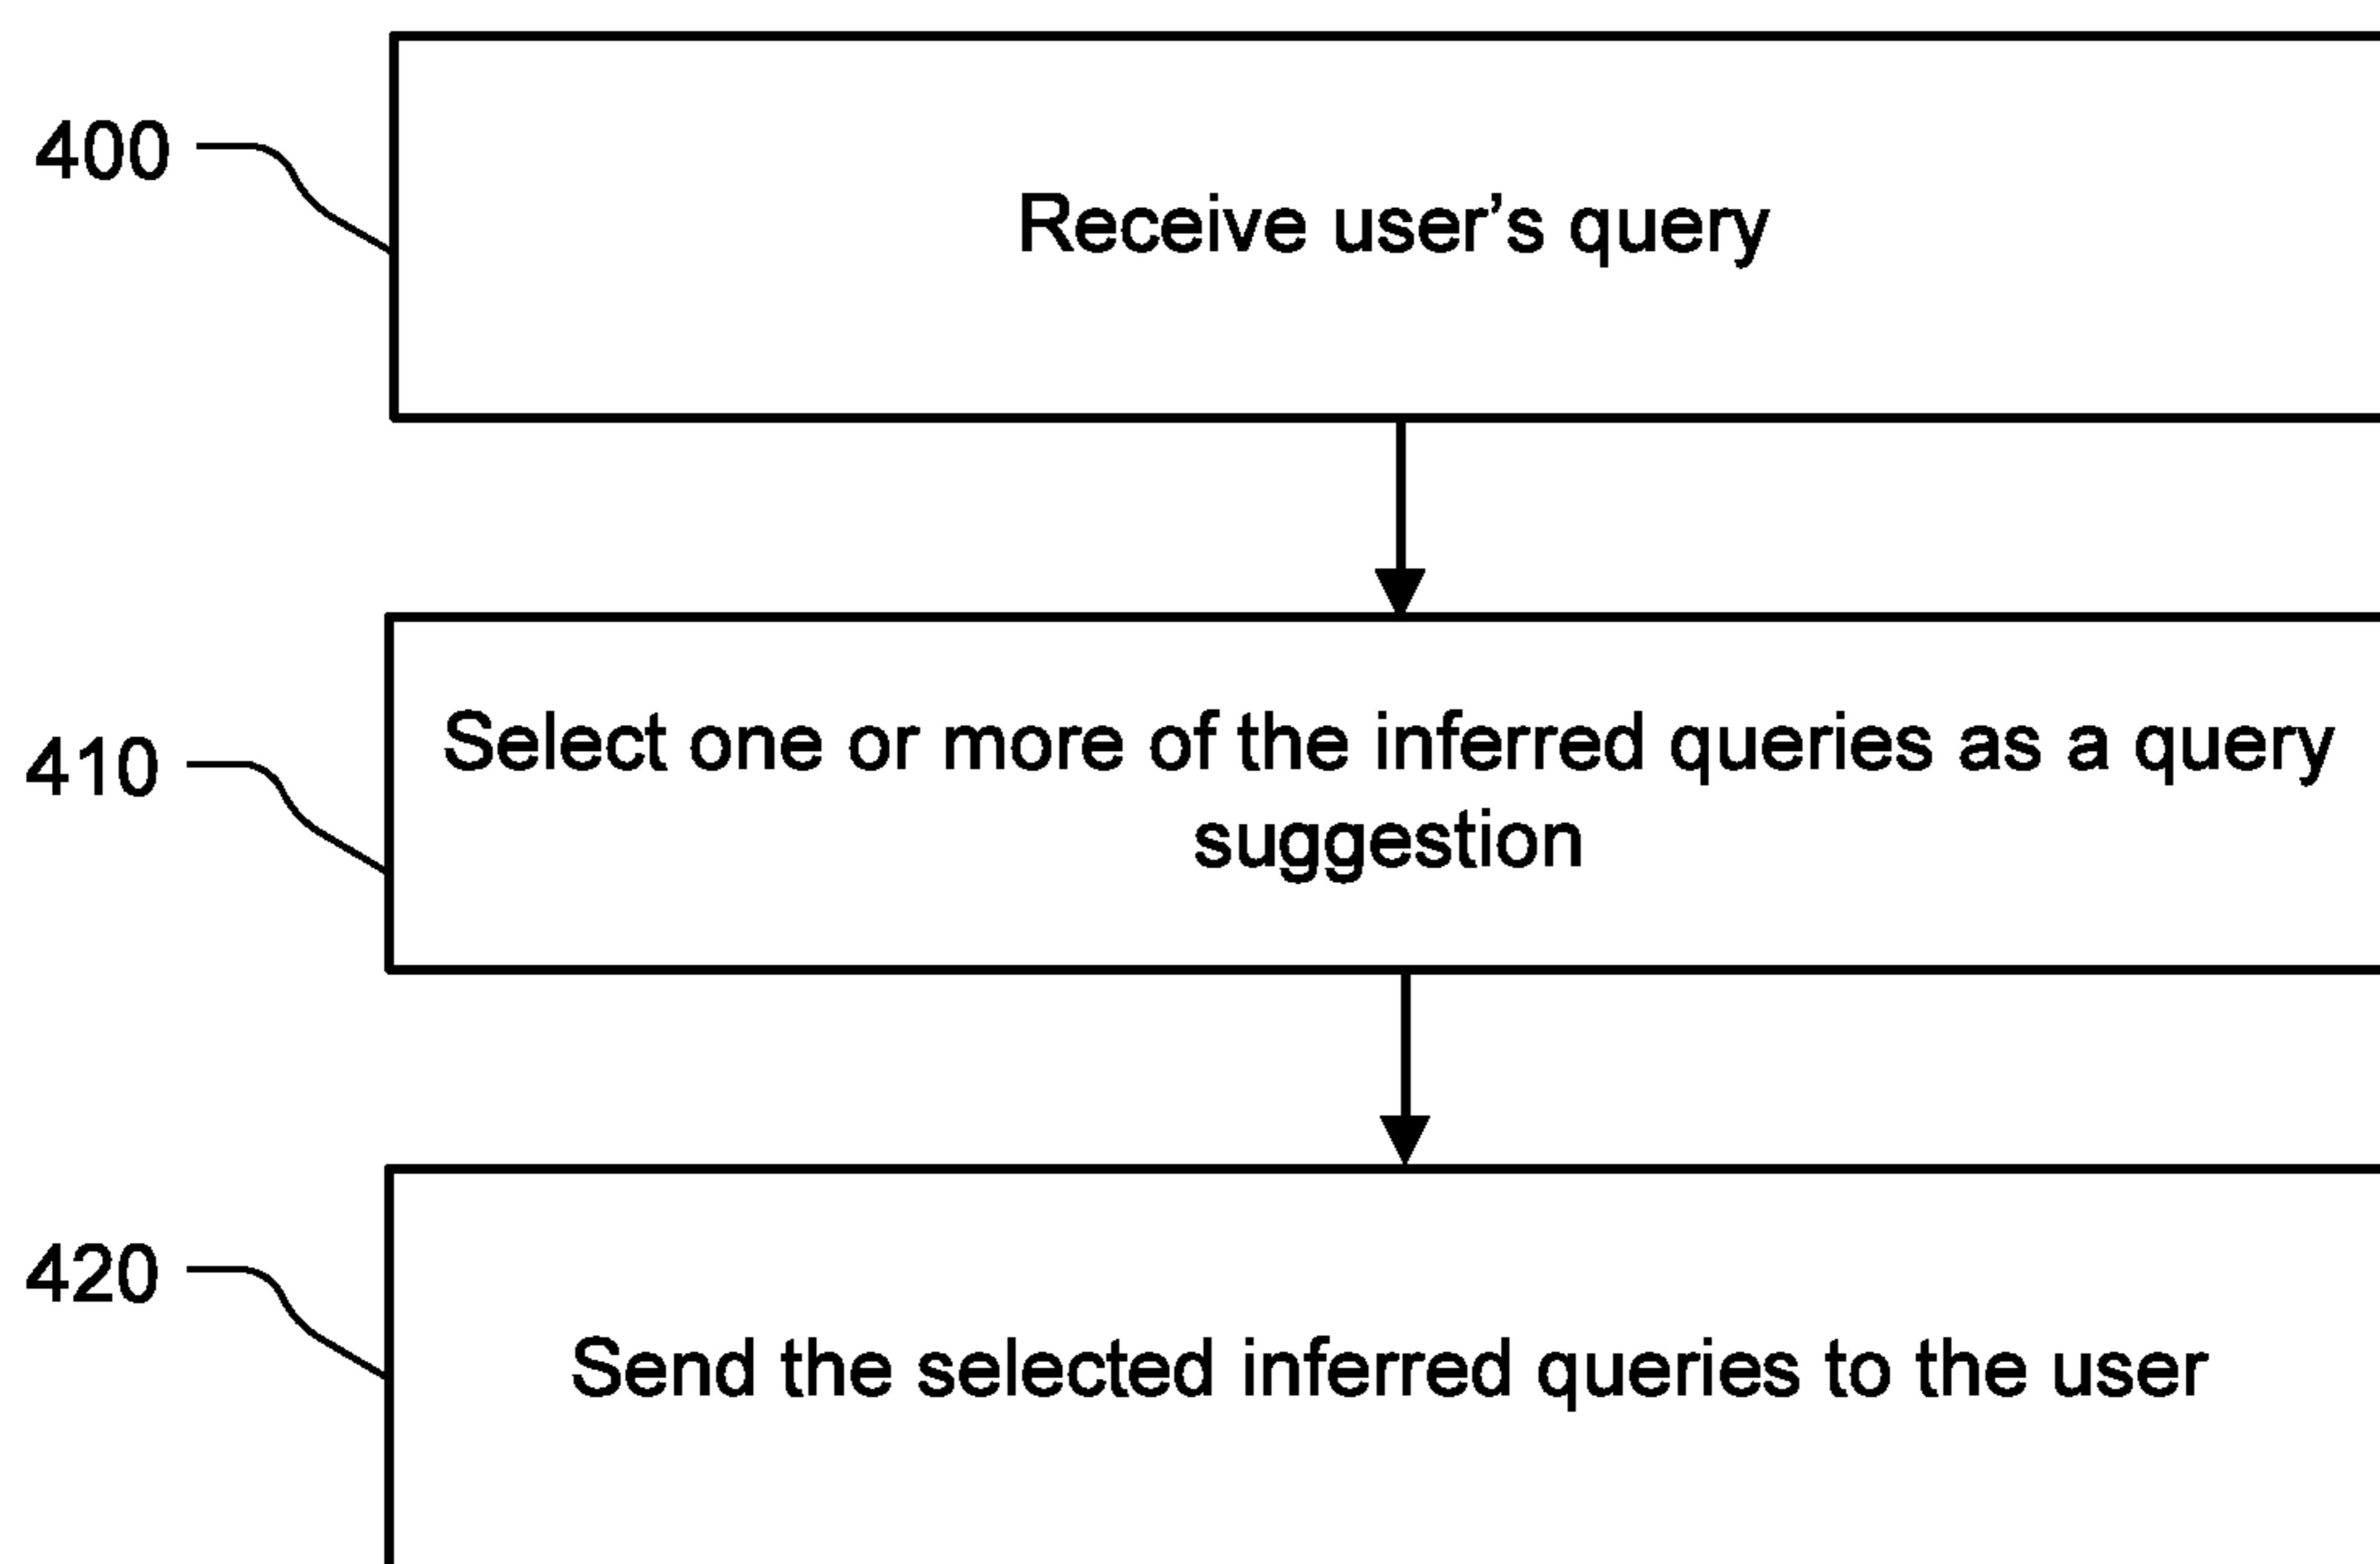 400
Receive user’s query
410
Select one or more of the inferred queries as a query
suggestion
420
Send the selected inferred queries to the user